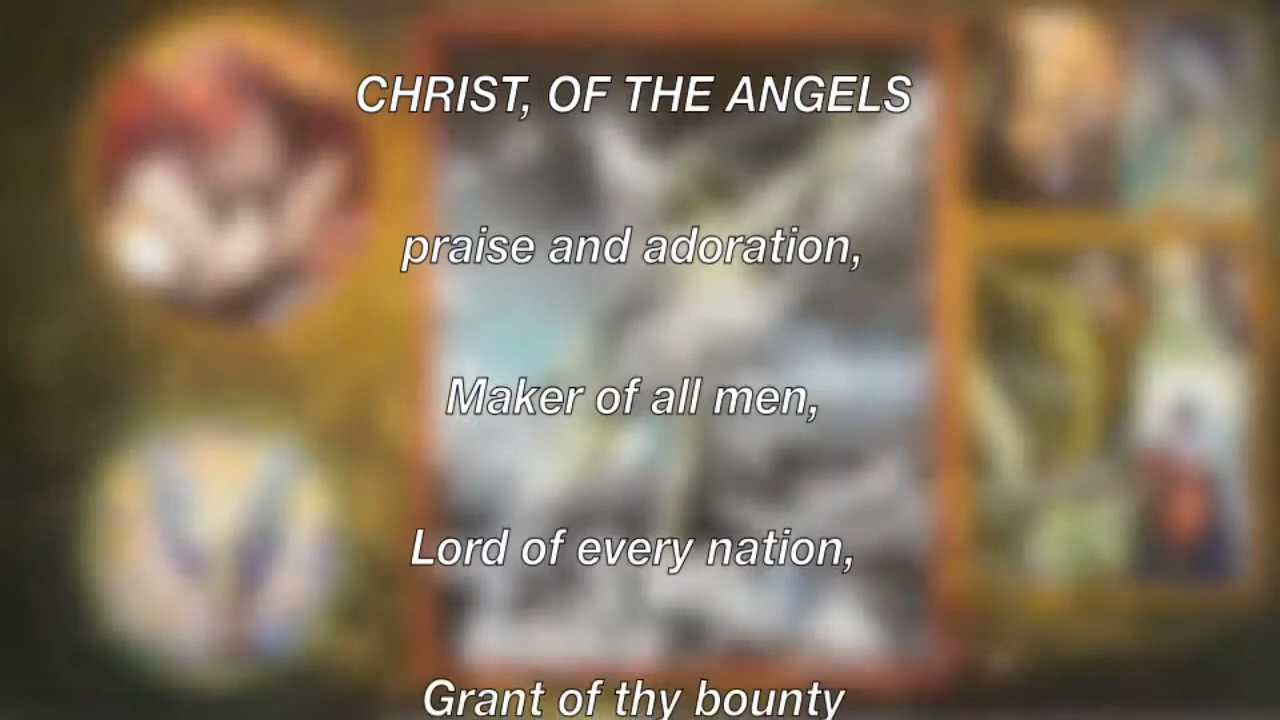 CHRIST, OF THE ANGELS
praise and adoration,
Maker of all men,
Lord of every nation,
Grant of thy bounty